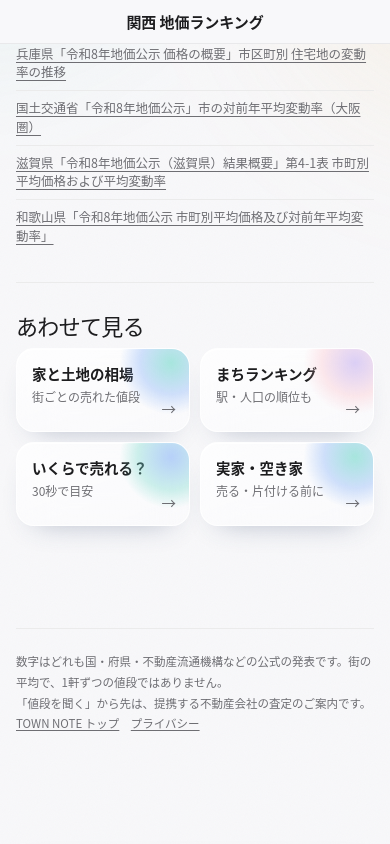 関西 地価ランキング
兵庫県「令和8年地価公示 価格の概要」市区町別 住宅地の変動
率の推移
国土交通省「令和8年地価公示」市の対前年平均変動率（大阪
圏）
滋賀県「令和8年地価公示（滋賀県）結果概要」第4-1表 市町別
平均価格および平均変動率
和歌山県「令和8年地価公示 市町別平均価格及び対前年平均変
動率」
あわせて見る
家と土地の相場
街ごとの売れた値段
→
まちランキング
駅・人口の順位も
→
いくらで売れる？
30秒で目安
→
実家・空き家
売る・片付ける前に
→
数字はどれも国・府県・不動産流通機構などの公式の発表です。街の
平均で、1軒ずつの値段ではありません。
「値段を聞く」から先は、提携する不動産会社の査定のご案内です。
TOWN NOTE トップ プライバシー